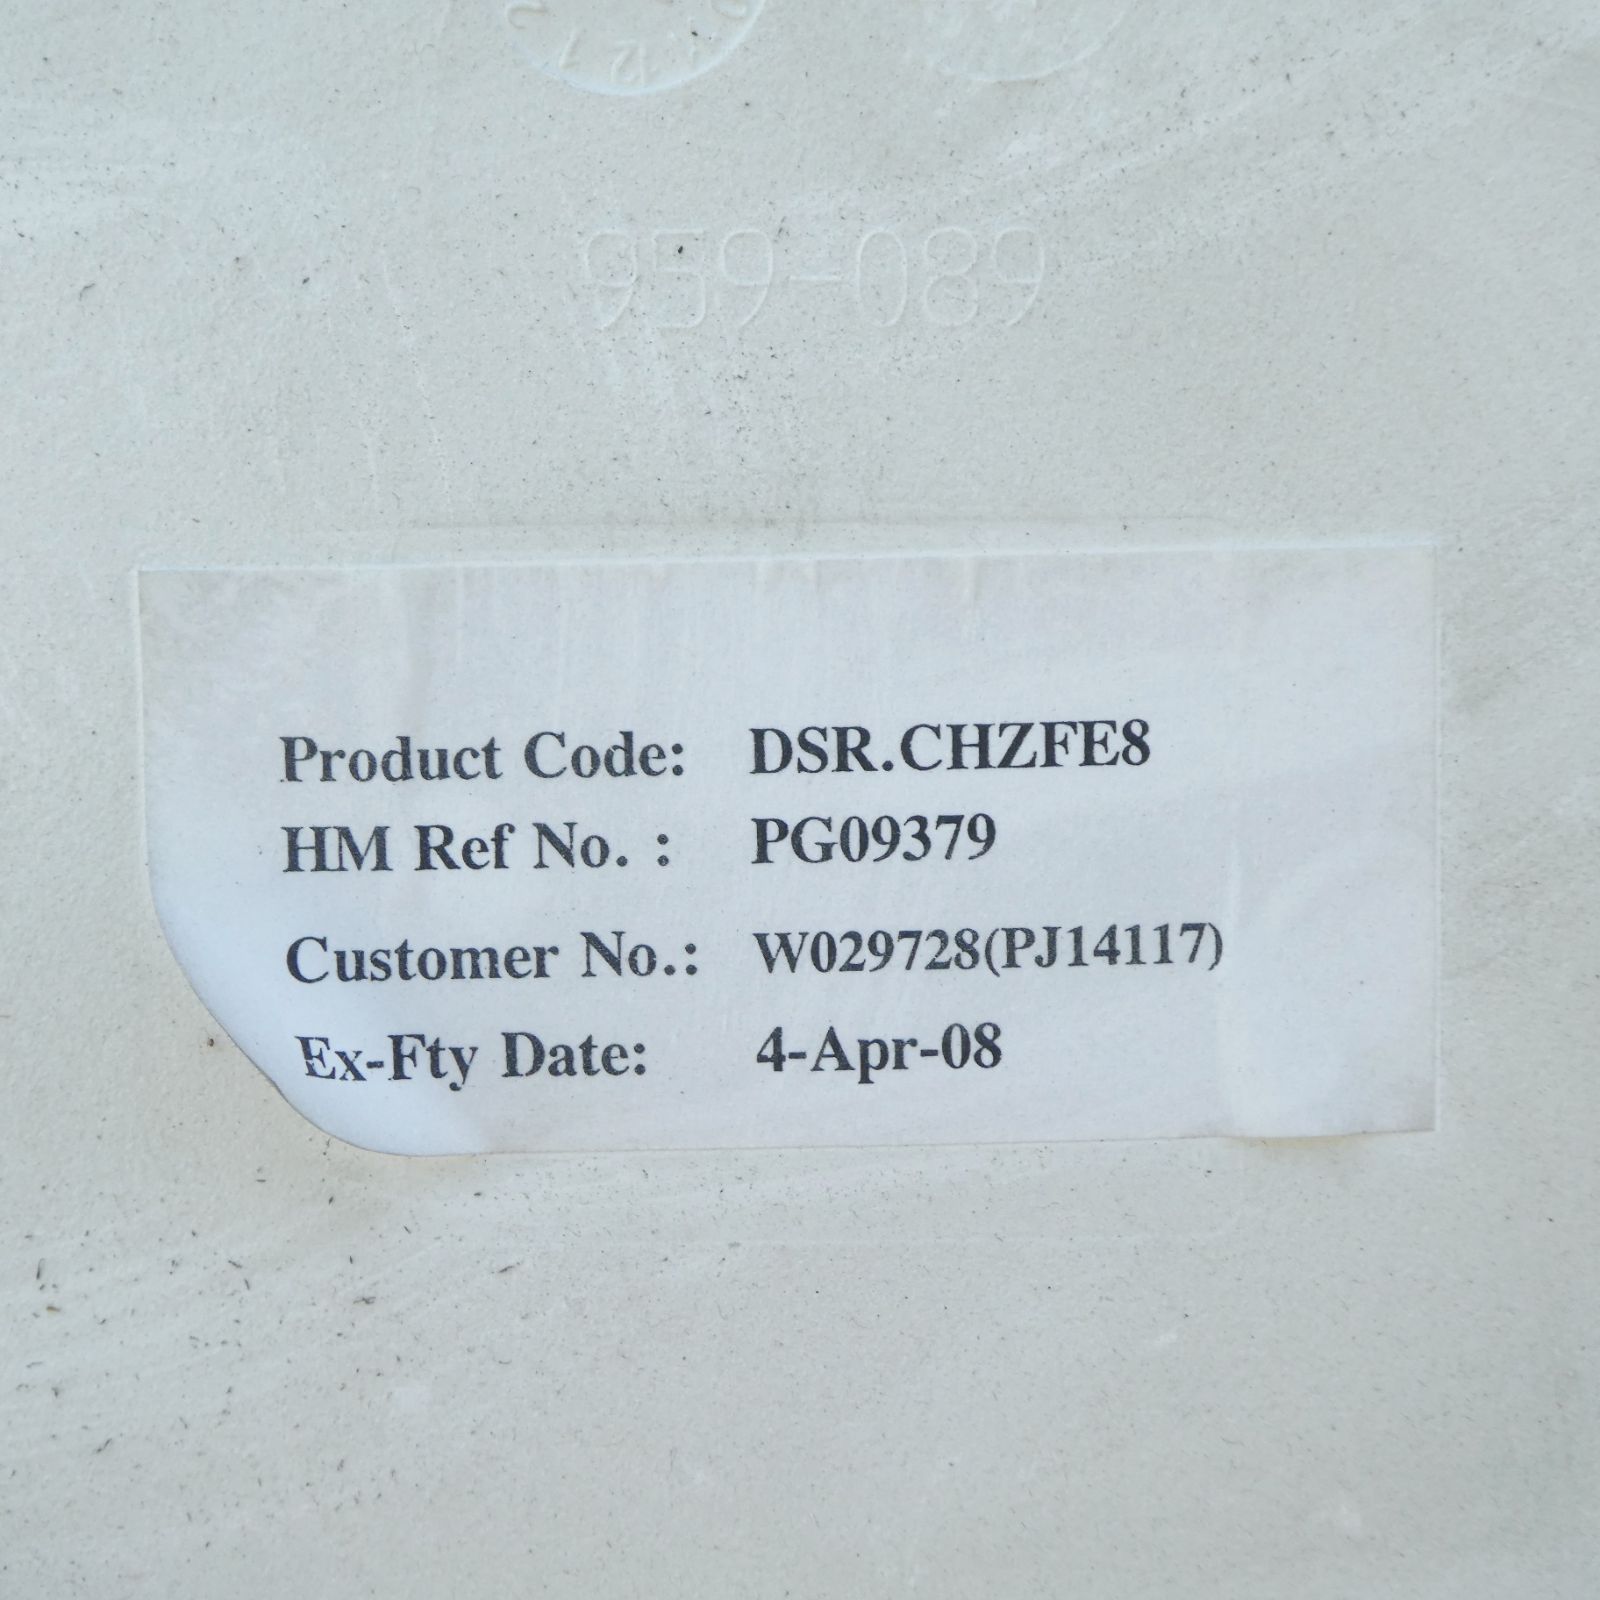 959-089
Product Code: DSR.CHZFE8
HM Ref No. : PG09379
Customer No.: W029728(PJ14117)
Ex-Fty Date: 4-Apr-08